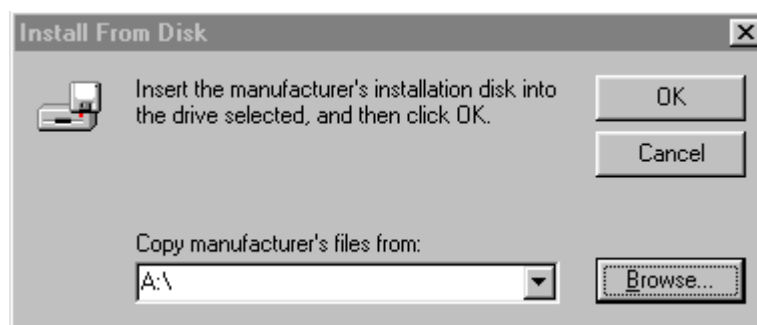 Install From Disk
Insert the manufacturer's installation disk into
the drive selected, and then click OK.
OK
Cancel
Copy manufacturer's files from:
A:\
Browse...